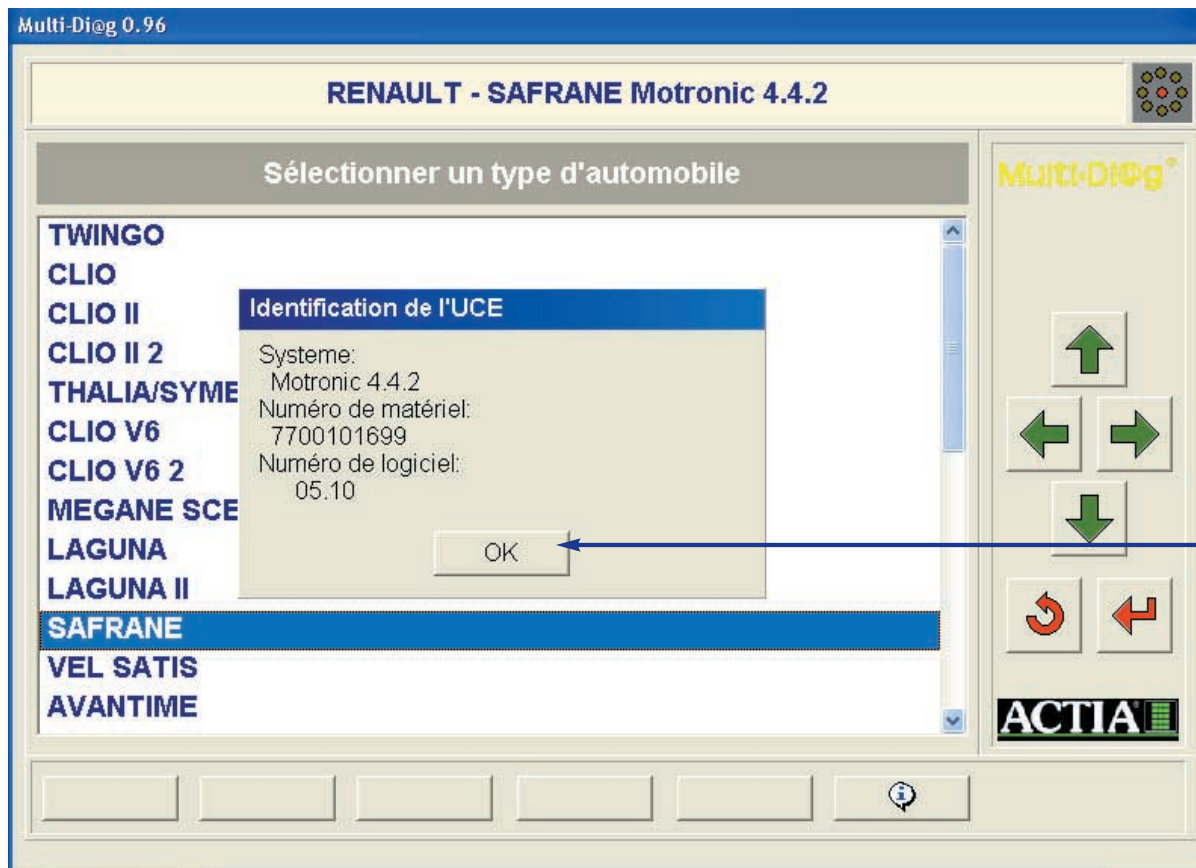 Multi-Di@g 0.96
RENAULT - SAFRANE Motronic 4.4.2
Sélectionner un type d'automobile
Multi-Di@g®
TWINGO
CLIO
CLIO II
CLIO II 2
THALIA/SYMB
CLIO V6
CLIO V6 2
MEGANE SCE
LAGUNA
LAGUNA II
SAFRANE
VEL SATIS
AVANTIME
Identification de l'UCE
Systeme:
Motronic 4.4.2
Numéro de matériel:
7700101699
Numéro de logiciel:
05.10
OK
ACTIA